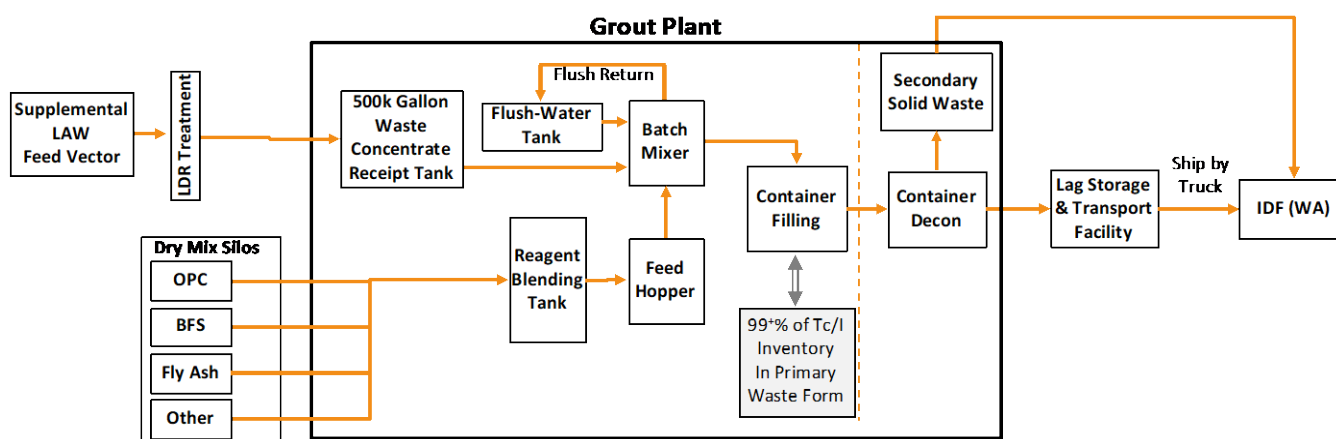 Grout Plant
Supplemental
LAW
Feed Vector
LDR Treatment
500k Gallon
Waste
Concentrate
Receipt Tank
Flush Return
Flush-Water
Tank
Batch
Mixer
Secondary
Solid Waste
Container
Filling
Container
Decon
Lag Storage
& Transport
Facility
Ship by
Truck
IDF (WA)
Dry Mix Silos
OPC
BFS
Fly Ash
Other
Reagent
Blending
Tank
Feed
Hopper
99⁺% of Tc/I
Inventory
In Primary
Waste Form